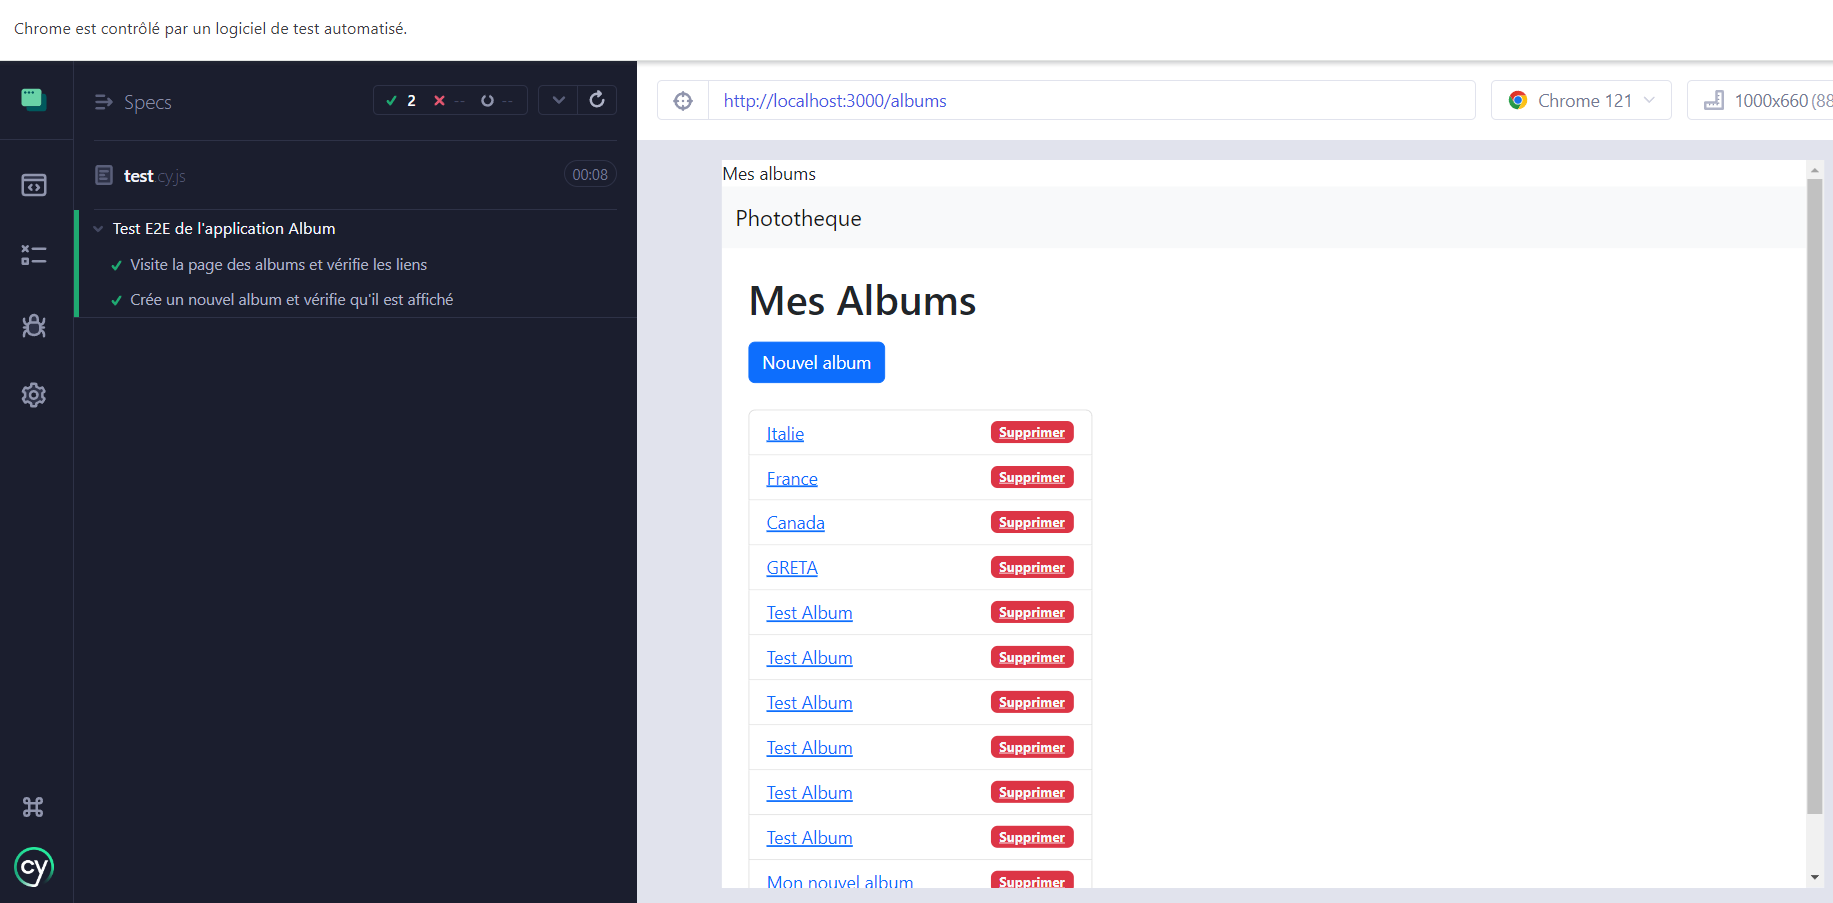 Chrome est contrôlé par un logiciel de test automatisé.
Specs
2 -- --
test.cy.js
00:08
Test E2E de l'application Album
Visite la page des albums et vérifie les liens
Crée un nouvel album et vérifie qu'il est affiché
cy
http://localhost:3000/albums
Chrome 121
1000x660 (88
Mes albums
Phototheque
Mes Albums
Nouvel album
Italie Supprimer
France Supprimer
Canada Supprimer
GRETA Supprimer
Test Album Supprimer
Test Album Supprimer
Test Album Supprimer
Test Album Supprimer
Test Album Supprimer
Test Album Supprimer
Mon nouvel album Supprimer